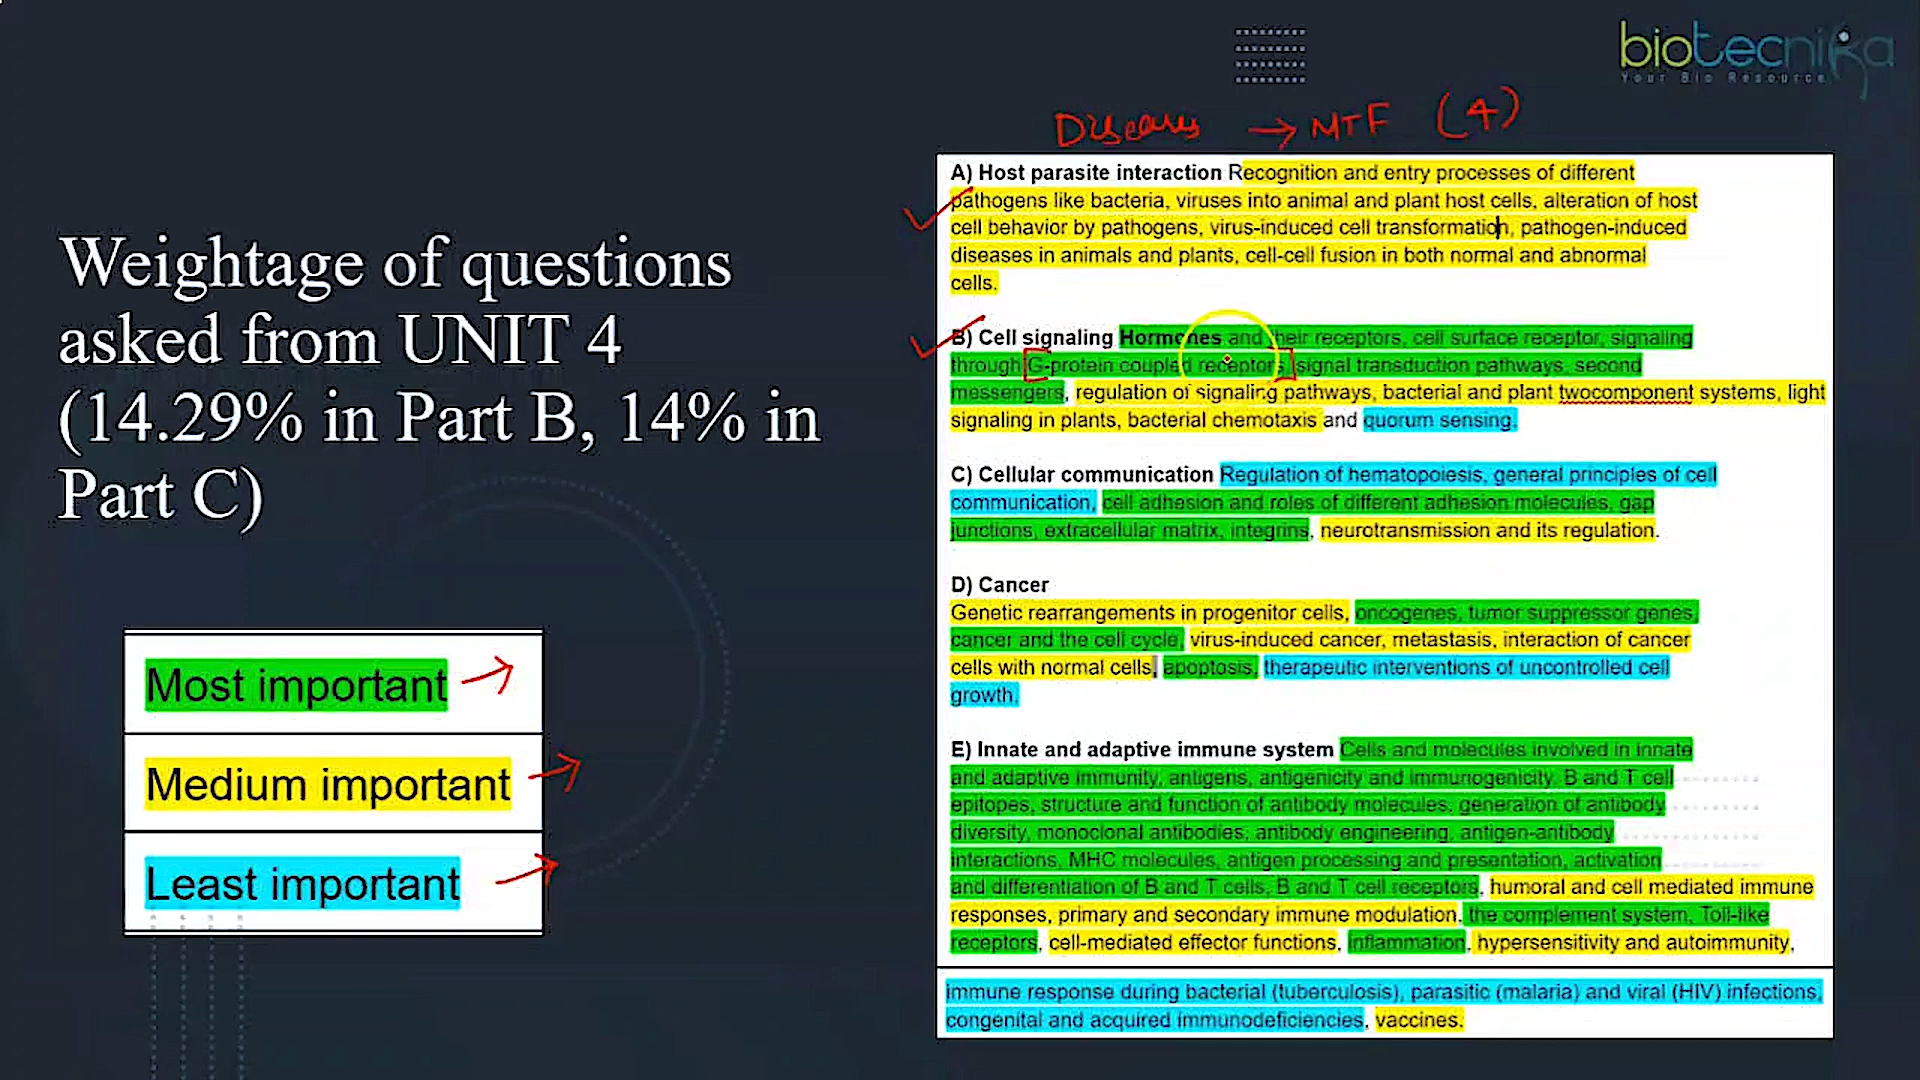 biotecnika
Your Bio Resource
Diseases → MTF (4)
Weightage of questions
asked from UNIT 4
(14.29% in Part B, 14% in
Part C)
Most important
Medium important
Least important
A) Host parasite interaction Recognition and entry processes of different
pathogens like bacteria, viruses into animal and plant host cells, alteration of host
cell behavior by pathogens, virus-induced cell transformation, pathogen-induced
diseases in animals and plants, cell-cell fusion in both normal and abnormal
cells.
B) Cell signaling Hormones and their receptors, cell surface receptor, signaling
through G-protein coupled receptors, signal transduction pathways, second
messengers, regulation of signaling pathways, bacterial and plant twocomponent systems, light
signaling in plants, bacterial chemotaxis and quorum sensing.
C) Cellular communication Regulation of hematopoiesis, general principles of cell
communication, cell adhesion and roles of different adhesion molecules, gap
junctions, extracellular matrix, integrins, neurotransmission and its regulation.
D) Cancer
Genetic rearrangements in progenitor cells, oncogenes, tumor suppressor genes,
cancer and the cell cycle, virus-induced cancer, metastasis, interaction of cancer
cells with normal cells, apoptosis, therapeutic interventions of uncontrolled cell
growth.
E) Innate and adaptive immune system Cells and molecules involved in innate
and adaptive immunity, antigens, antigenicity and immunogenicity. B and T cell
epitopes, structure and function of antibody molecules, generation of antibody
diversity, monoclonal antibodies, antibody engineering, antigen-antibody
interactions, MHC molecules, antigen processing and presentation, activation
and differentiation of B and T cells, B and T cell receptors, humoral and cell mediated immune
responses, primary and secondary immune modulation, the complement system, Toll-like
receptors, cell-mediated effector functions, inflammation, hypersensitivity and autoimmunity,
immune response during bacterial (tuberculosis), parasitic (malaria) and viral (HIV) infections,
congenital and acquired immunodeficiencies, vaccines.